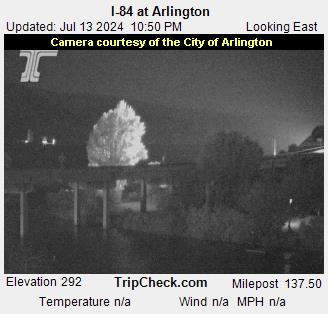 I-84 at Arlington
Updated: Jul 13 2024 10:50 PM Looking East
Camera courtesy of the City of Arlington
Elevation 292 TripCheck.com Milepost 137.50
Temperature n/a Wind n/a MPH n/a